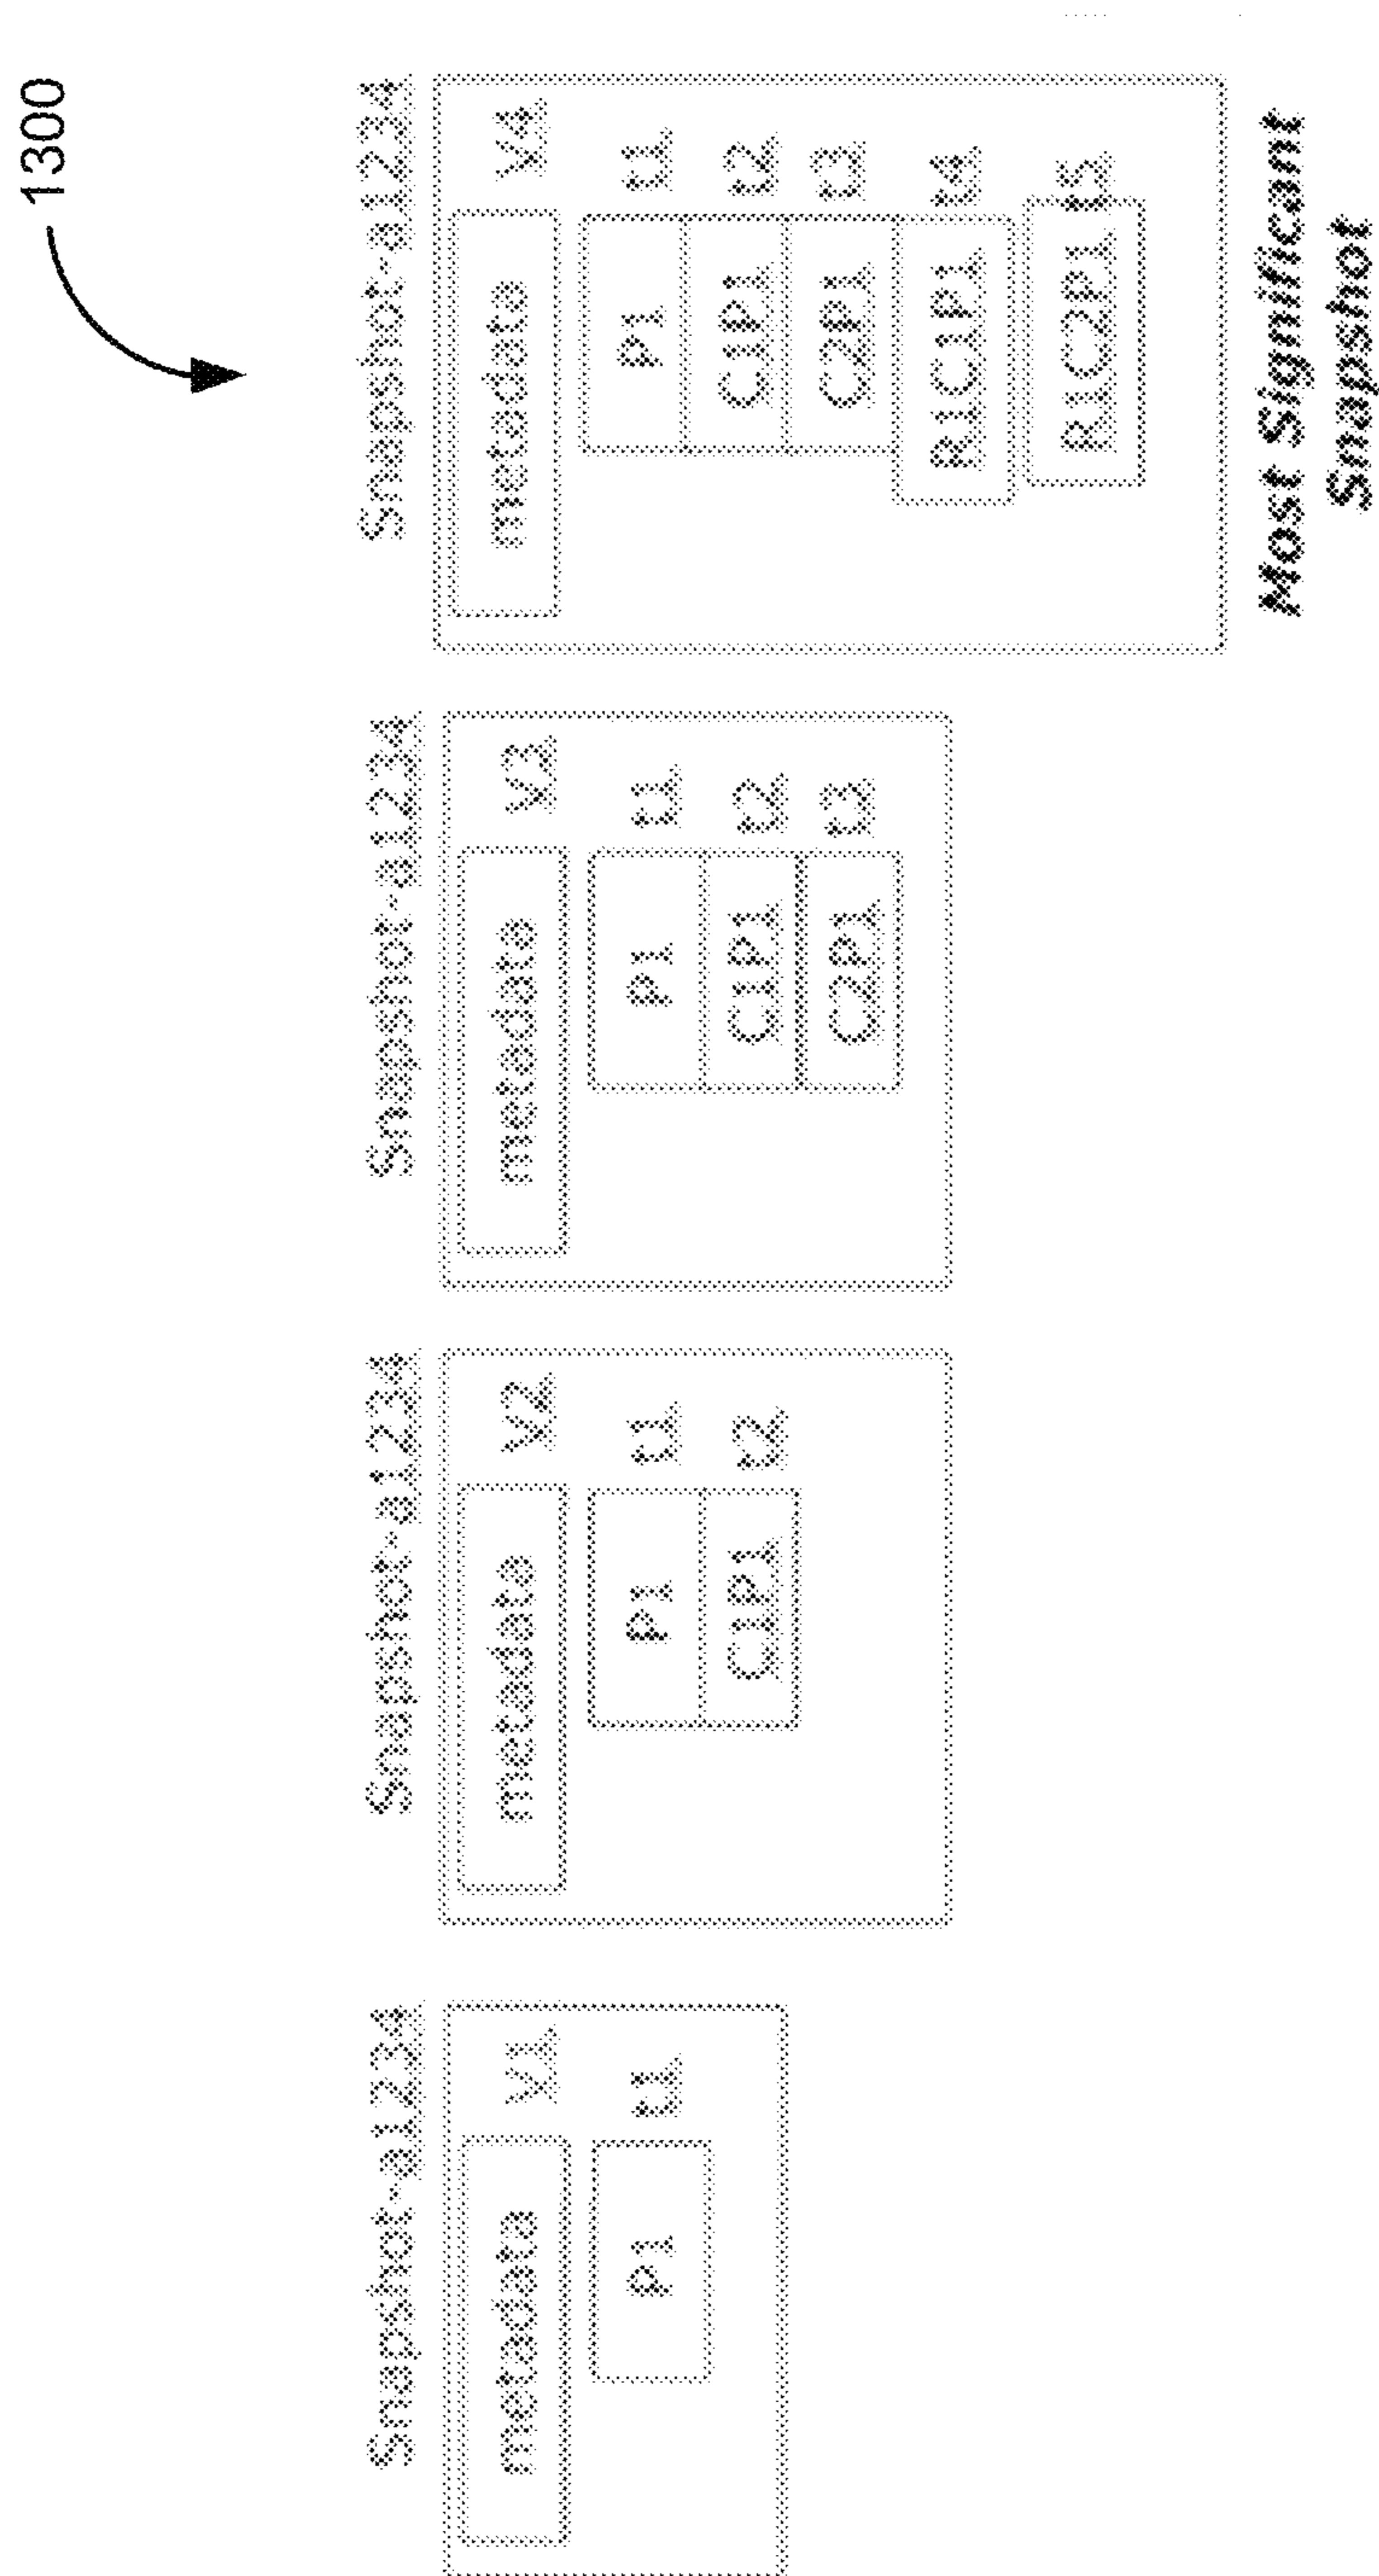 1300
Snapshot-a1234
metadata V1
P1 t1
Snapshot-a1234
metadata V2
P1 t1
C1P1 t2
Snapshot-a1234
metadata V3
P1 t1
C1P1 t2
C2P1 t3
Snapshot-a1234
metadata V4
P1 t1
C1P1 t2
C2P1 t3
R1C1P1 t4
R1C2P1 t5
Most Significant
Snapshot